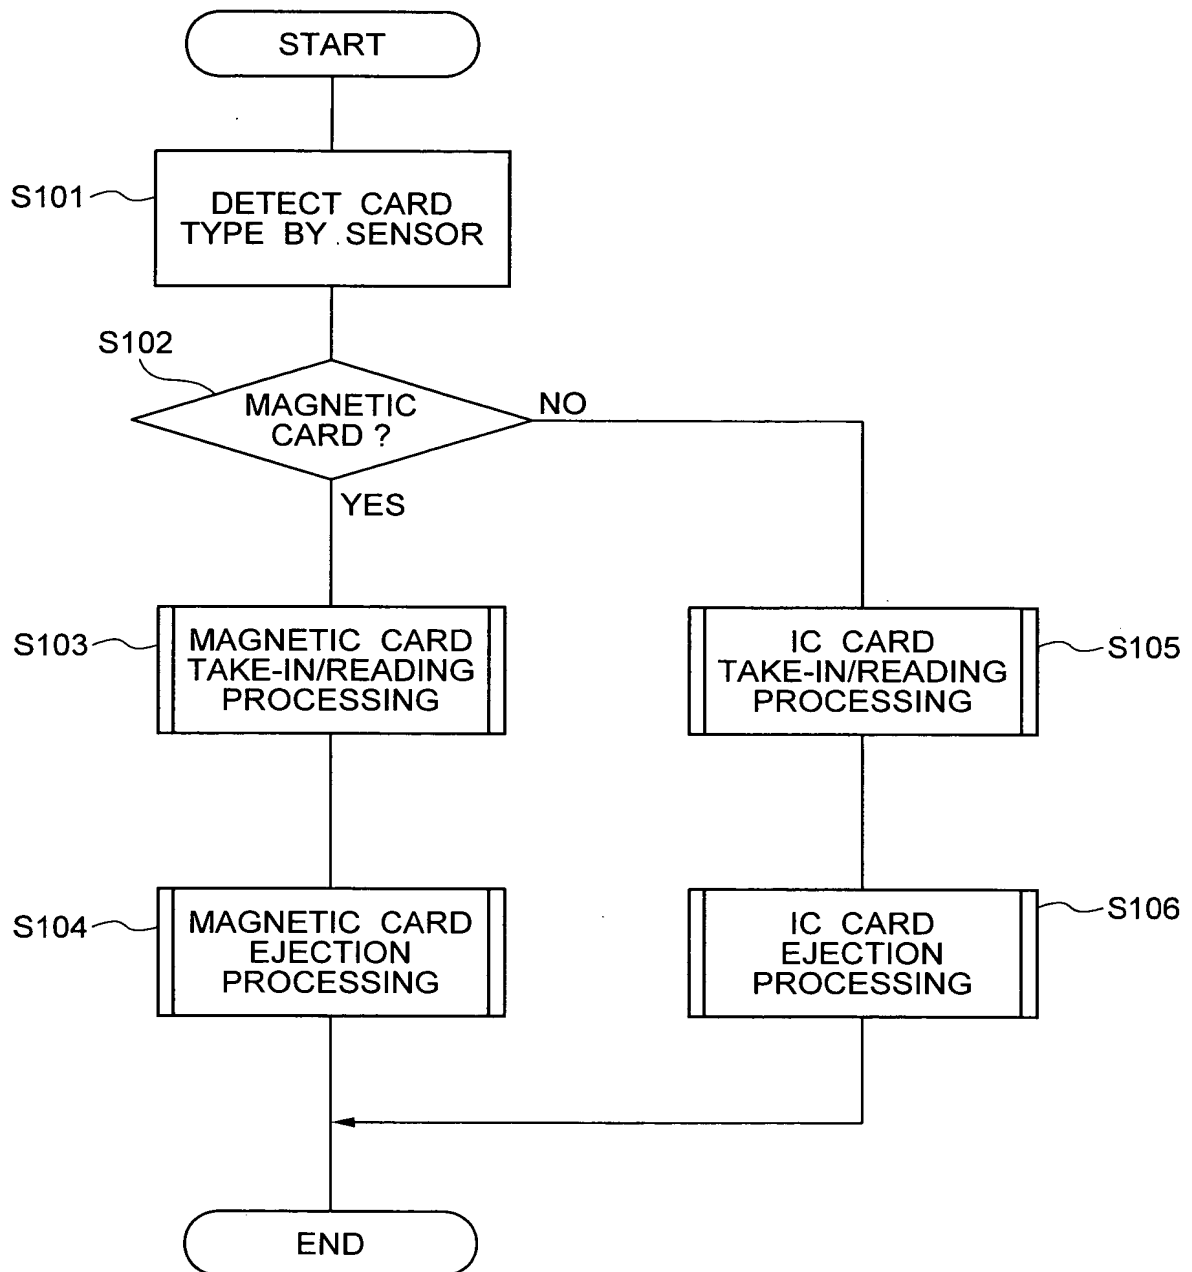 START
S101
DETECT CARD
TYPE BY SENSOR
S102
MAGNETIC
CARD ?
NO
YES
S103
MAGNETIC CARD
TAKE-IN/READING
PROCESSING
IC CARD
TAKE-IN/READING
PROCESSING
S105
S104
MAGNETIC CARD
EJECTION
PROCESSING
IC CARD
EJECTION
PROCESSING
S106
END